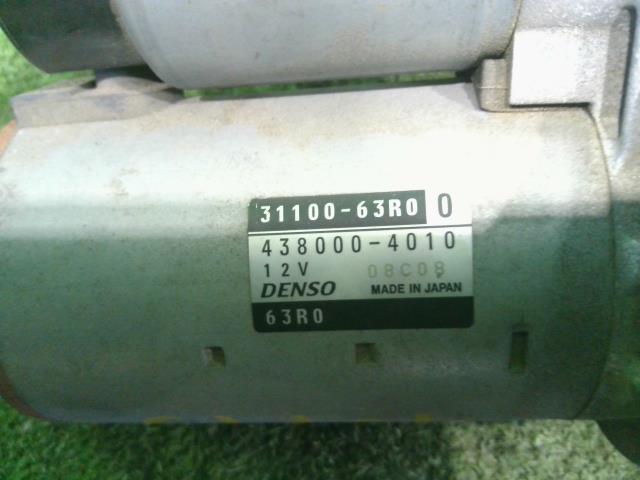 31100-63R0 0
438000-4010
12V 08C08
DENSO MADE IN JAPAN
63R0